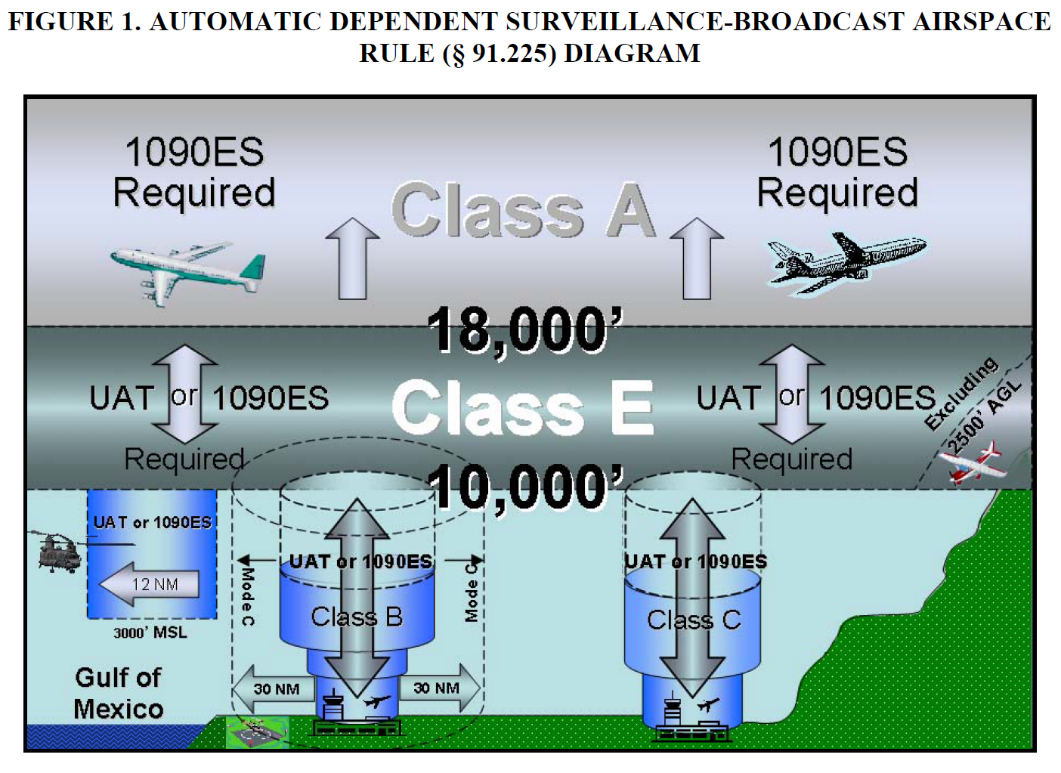 FIGURE 1. AUTOMATIC DEPENDENT SURVEILLANCE-BROADCAST AIRSPACE
RULE (§ 91.225) DIAGRAM
1090ES
Required
Class A
1090ES
Required
18,000’
UAT or 1090ES
Required
Class E
UAT or 1090ES
Required
Excluding
2500’ AGL
10,000’
UAT or 1090ES
12 NM
3000’ MSL
Gulf of
Mexico
Mode C
UAT or 1090ES
Mode C
Class B
30 NM
30 NM
UAT or 1090ES
Class C